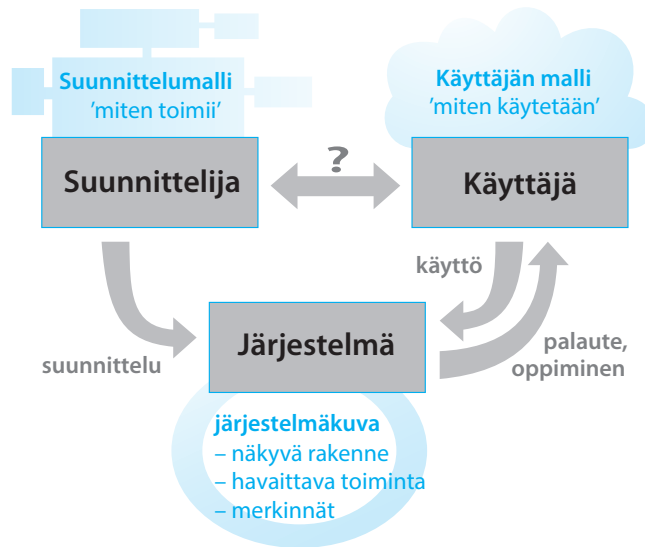 Suunnittelumalli
'miten toimii'
Käyttäjän malli
'miten käytetään'
Suunnittelija
?
Käyttäjä
käyttö
suunnittelu
Järjestelmä
palaute,
oppiminen
järjestelmäkuva
– näkyvä rakenne
– havaittava toiminta
– merkinnät